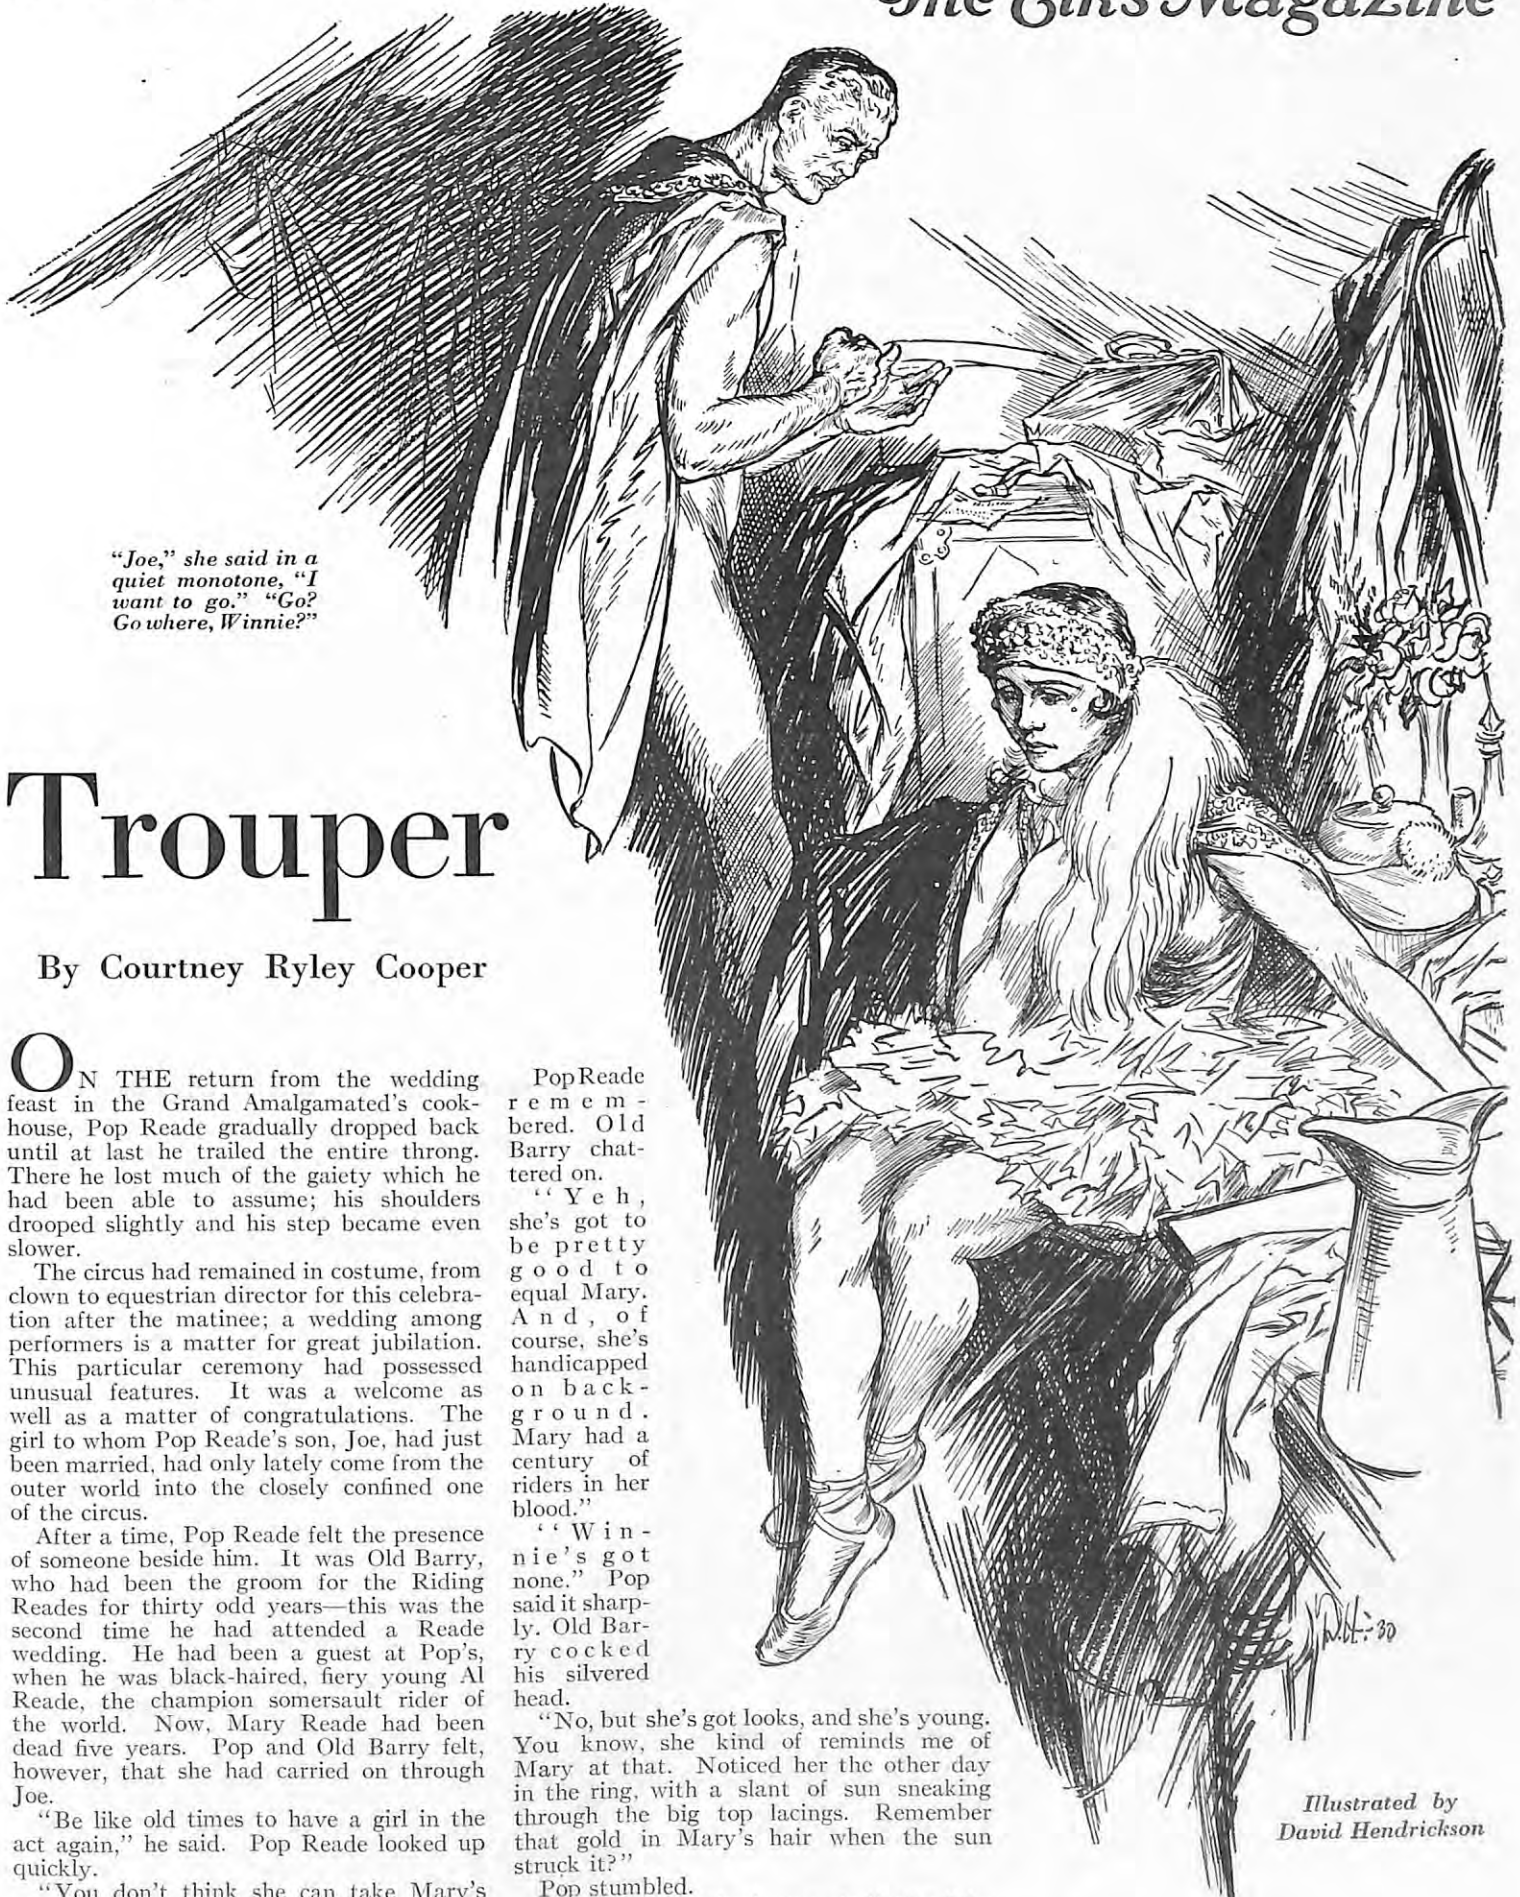 The Elks Magazine
"Joe," she said in a
quiet monotone, "I
want to go." "Go?
Go where, Winnie?"
Trouper
By Courtney Ryley Cooper
ON THE return from the wedding
feast in the Grand Amalgamated's cook-
house, Pop Reade gradually dropped back
until at last he trailed the entire throng.
There he lost much of the gaiety which he
had been able to assume; his shoulders
drooped slightly and his step became even
slower.
The circus had remained in costume, from
clown to equestrian director for this celebra-
tion after the matinee; a wedding among
performers is a matter for great jubilation.
This particular ceremony had possessed
unusual features. It was a welcome as
well as a matter of congratulations. The
girl to whom Pop Reade's son, Joe, had just
been married, had only lately come from the
outer world into the closely confined one
of the circus.
After a time, Pop Reade felt the presence
of someone beside him. It was Old Barry,
who had been the groom for the Riding
Reades for thirty odd years—this was the
second time he had attended a Reade
wedding. He had been a guest at Pop's,
when he was black-haired, fiery young Al
Reade, the champion somersault rider of
the world. Now, Mary Reade had been
dead five years. Pop and Old Barry felt,
however, that she had carried on through
Joe.
"Be like old times to have a girl in the
act again," he said. Pop Reade looked up
quickly.
"You don't think she can take Mary's
Pop Reade
remem-
bered. Old
Barry chat-
tered on.
"Yeh,
she's got to
be pretty
good to
equal Mary.
And, of
course, she's
handicapped
on back-
ground.
Mary had a
century of
riders in her
blood."
"Win-
nie's got
none." Pop
said it sharp-
ly. Old Bar-
ry cocked
his silvered
head.
"No, but she's got looks, and she's young.
You know, she kind of reminds me of
Mary at that. Noticed her the other day
in the ring, with a slant of sun sneaking
through the big top lacings. Remember
that gold in Mary's hair when the sun
struck it?"
Pop stumbled.
D.H.-30
Illustrated by
David Hendrickson